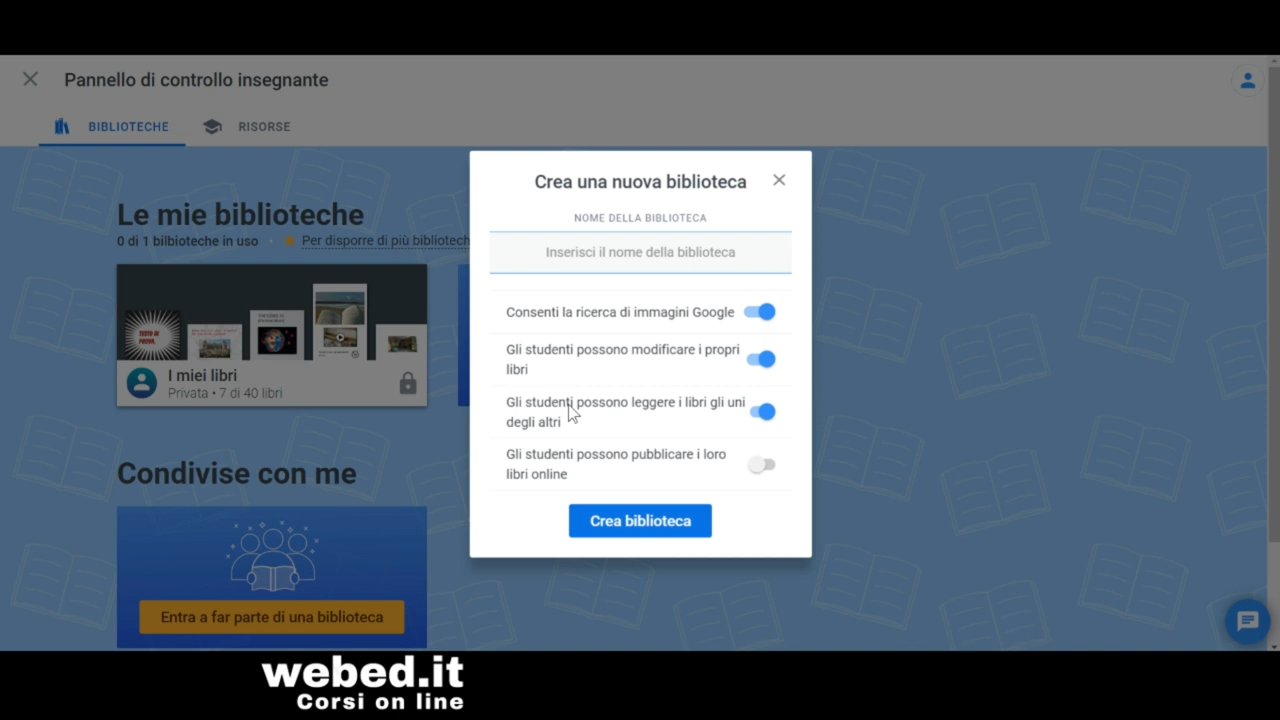 Pannello di controllo insegnante
BIBLIOTECHE
RISORSE
Le mie biblioteche
0 di 1 bilbioteche in uso · Per disporre di più bibliotech
I miei libri
Privata • 7 di 40 libri
Condivise con me
Entra a far parte di una biblioteca
Crea una nuova biblioteca
NOME DELLA BIBLIOTECA
Inserisci il nome della biblioteca
Consenti la ricerca di immagini Google
Gli studenti possono modificare i propri
libri
Gli studenti possono leggere i libri gli uni
degli altri
Gli studenti possono pubblicare i loro
libri online
Crea biblioteca
webed.it
Corsi on line